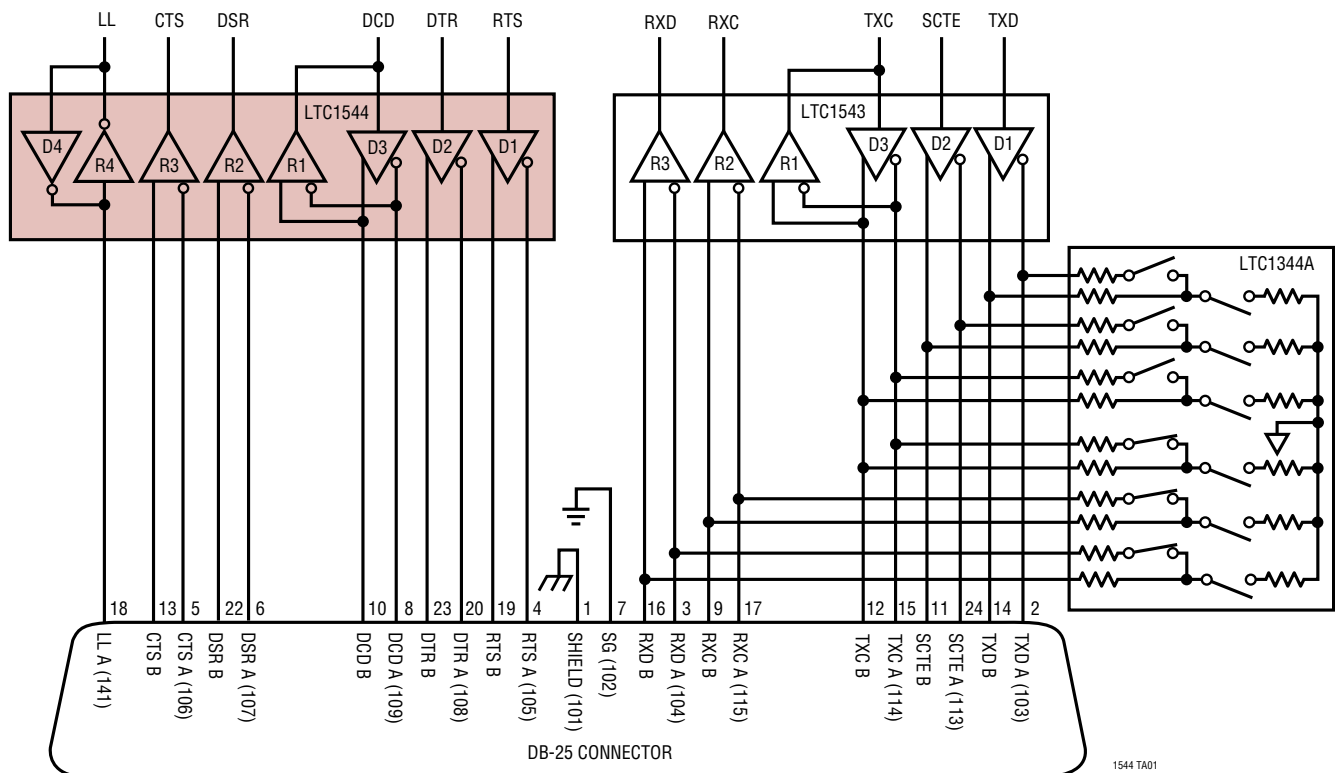 LL CTS DSR DCD DTR RTS RXD RXC TXC SCTE TXD
LTC1544 LTC1543
D4 R4 R3 R2 R1 D3 D2 D1 R3 R2 R1 D3 D2 D1
LTC1344A
18 13 5 22 6 10 8 23 20 19 4 1 7 16 3 9 17 12 15 11 24 14 2
LL A (141)
CTS B
CTS A (106)
DSR B
DSR A (107)
DCD B
DCD A (109)
DTR B
DTR A (108)
RTS B
RTS A (105)
SHIELD (101)
SG (102)
RXD B
RXD A (104)
RXC B
RXC A (115)
TXC B
TXC A (114)
SCTE B
SCTE A (113)
TXD B
TXD A (103)
DB-25 CONNECTOR
1544 TA01